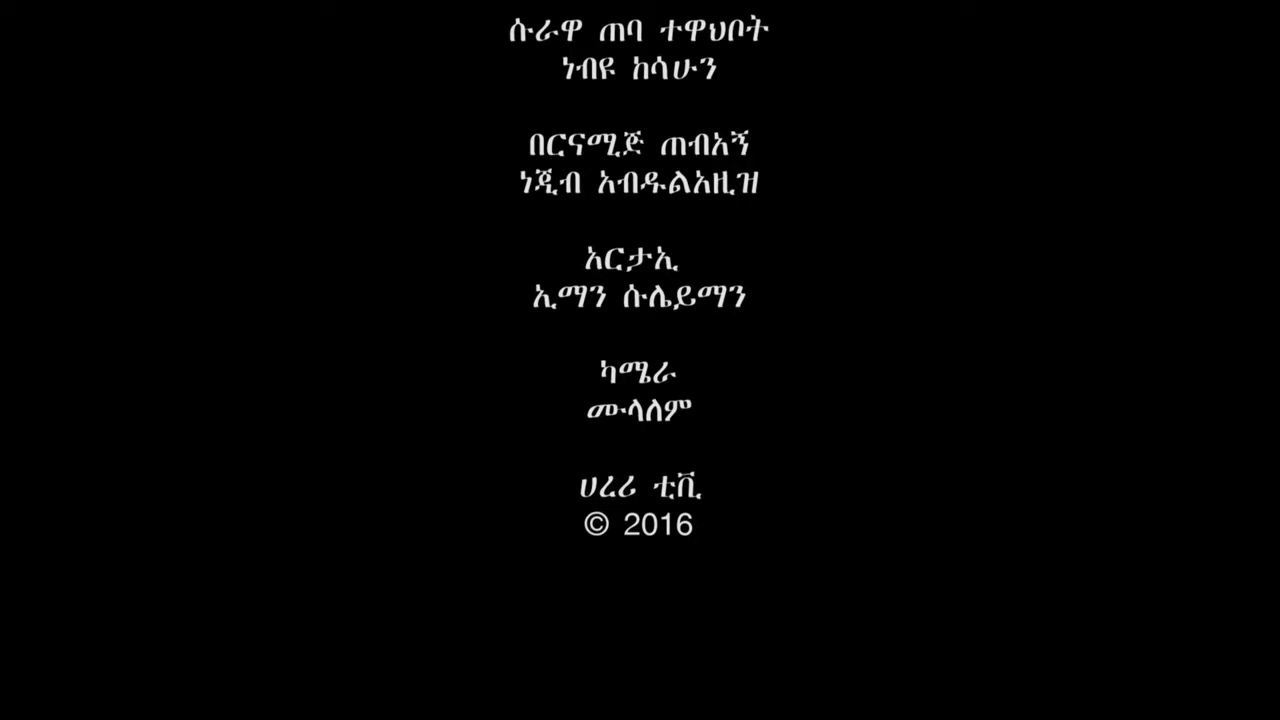 ሱራዋ ጠባ ተዋህቦት
ነብዩ ከሳሁን
በርናሚጅ ጠብአኝ
ነጂብ አብዱልአዚዝ
አርታኢ
ኢማን ሱሌይማን
ካሜራ
ሙላለም
ሀረሪ ቲቪ
© 2016